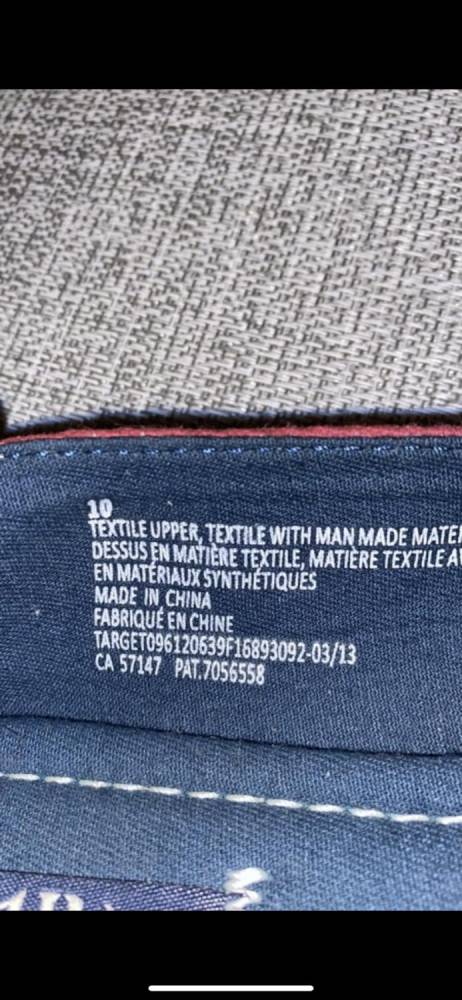 10
TEXTILE UPPER, TEXTILE WITH MAN MADE
DESSUS EN MATIÈRE TEXTILE, MATIÈRE TEXTILE
EN MATÉRIAUX SYNTHÉTIQUES
MADE IN CHINA
FABRIQUÉ EN CHINE
TARGET096120639F16893092-03/13
CA 57147 PAT.7056558